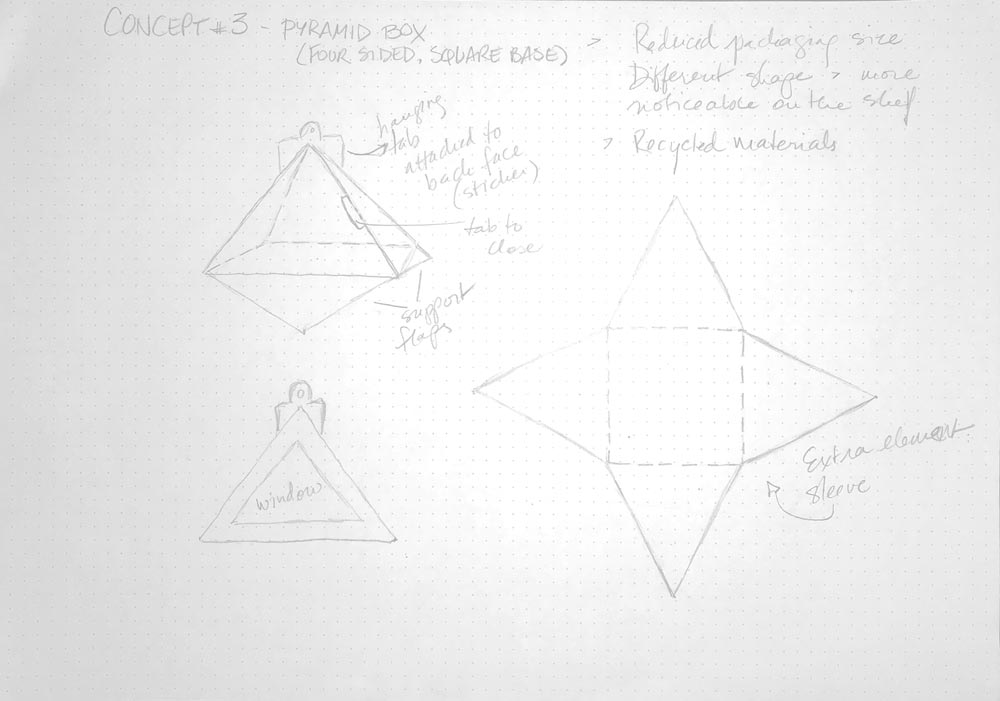 CONCEPT #3 - PYRAMID BOX
(FOUR SIDED, SQUARE BASE)
> Reduced packaging size
Different shape > more
noticeable on the shelf
> Recycled materials
hanging
tab
attached to
back face
(sticker)
tab to
close
support
flaps
window
Extra element
sleeve